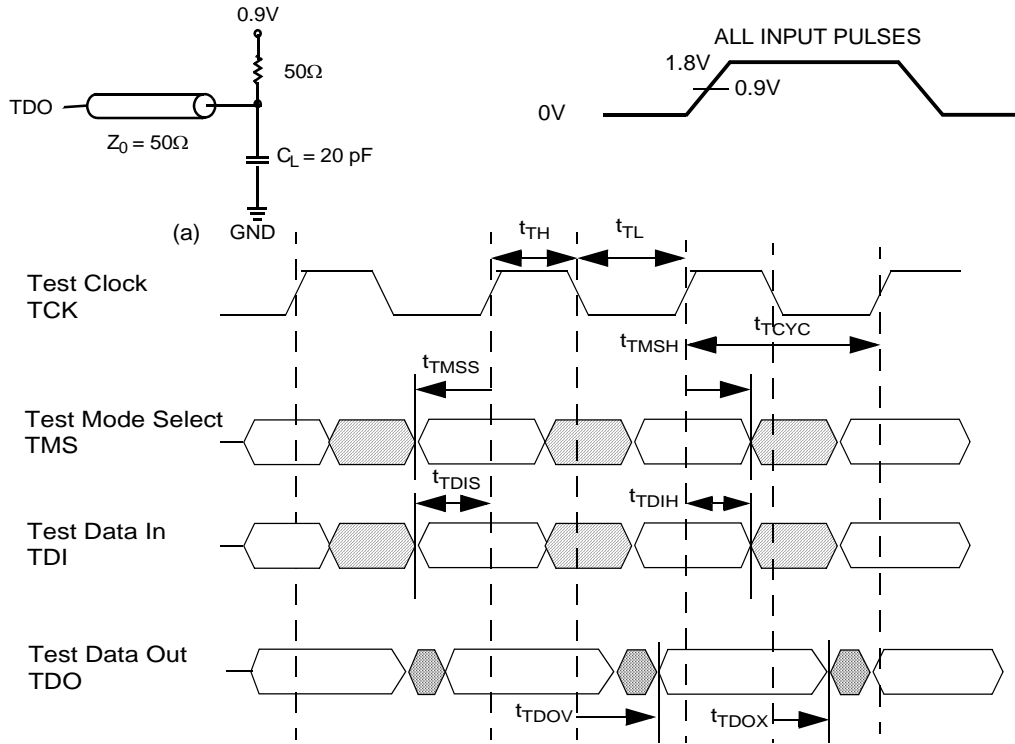 0.9V
50Ω
TDO
Z0 = 50Ω
CL = 20 pF
(a)
GND
ALL INPUT PULSES
1.8V
0.9V
0V
tTH
tTL
Test Clock
TCK
tTCYC
tTMSH
tTMSS
Test Mode Select
TMS
tTDIS
tTDIH
Test Data In
TDI
Test Data Out
TDO
tTDOV
tTDOX